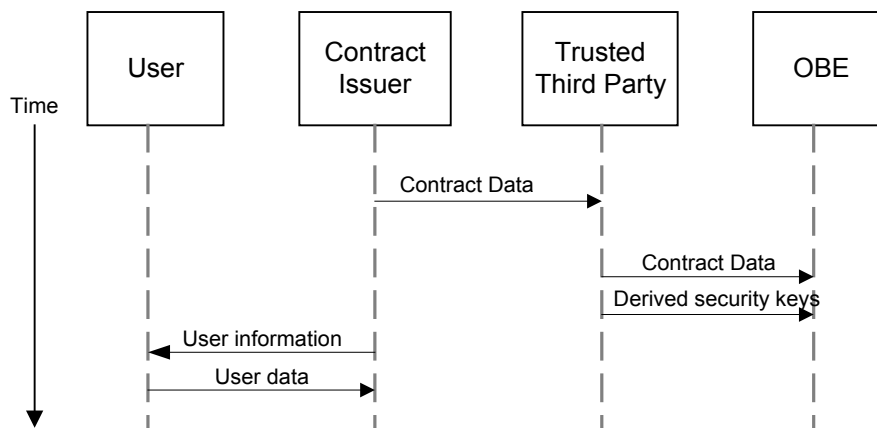 User
Contract
Issuer
Trusted
Third Party
OBE
Time
Contract Data
Contract Data
Derived security keys
User information
User data